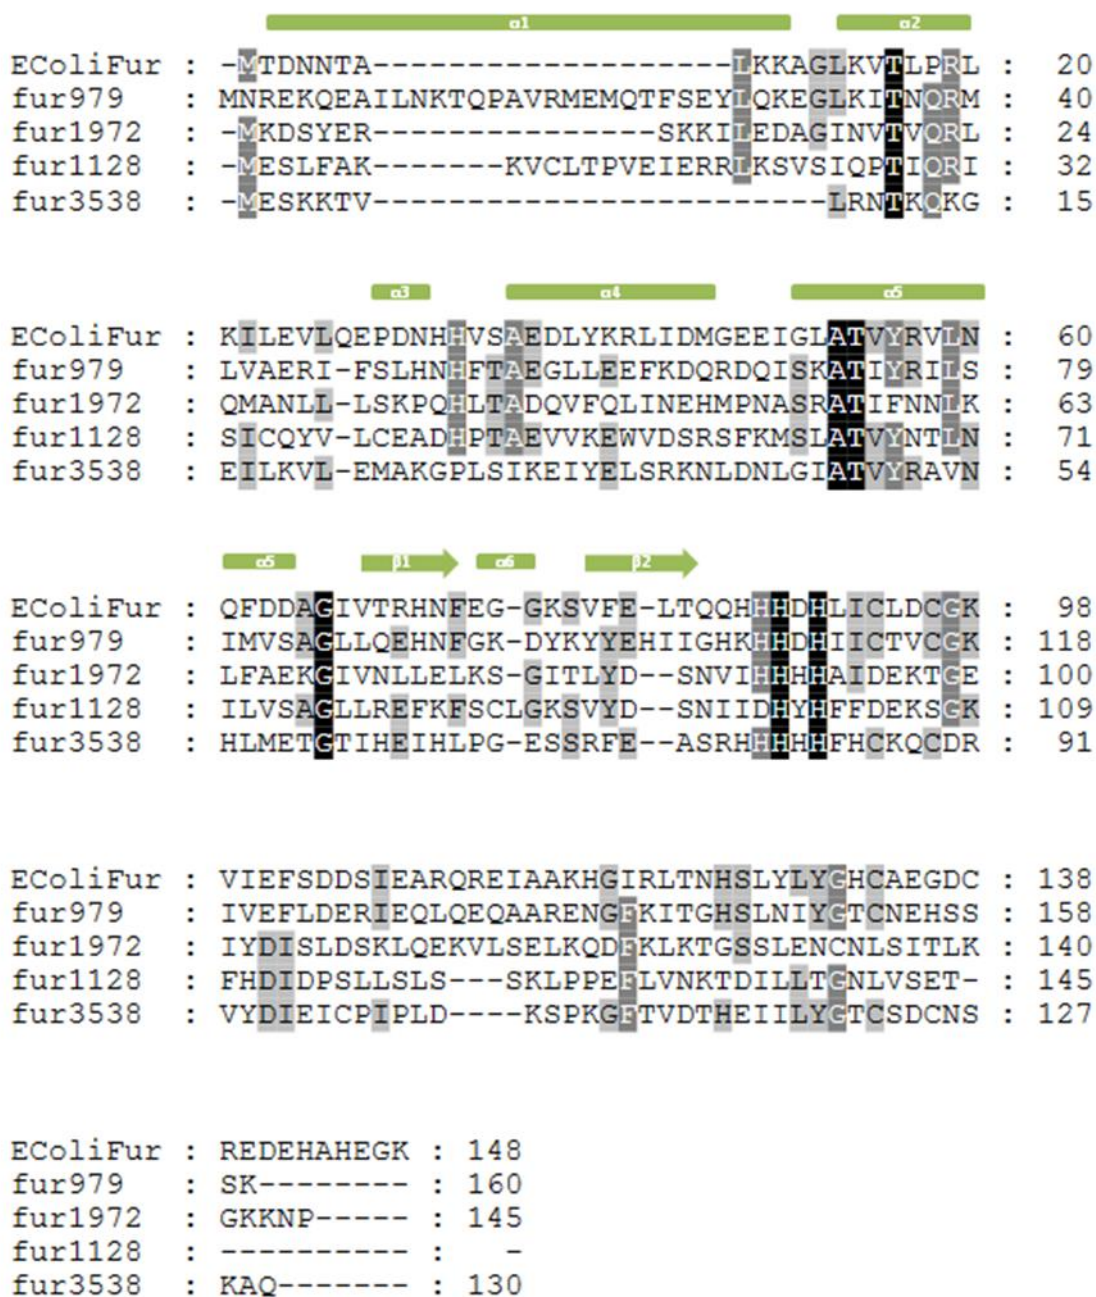 α1 α2
EColiFur : -MTDNNTA-------------------LKKAGLKVTLPRL : 20
fur979 : MNREKQEAILNKTQPAVRMEMQTFSEYLQKEGLKITNQRM : 40
fur1972 : -MKDSYER---------------SKKILEDAGINVTVQRL : 24
fur1128 : -MESLFAK-------KVCLTPVEIERRLKSVSIQPTIQRI : 32
fur3538 : -MESKKTV------------------------LRNTKQKG : 15
α3 α4 α5
EColiFur : KILEVLQEPDNHHVSAEDLYKRLIDMGEEIGLATVYRVLN : 60
fur979 : LVAERI-FSLHNHFTAEGLLEEFKDQRDQISKATIYRILS : 79
fur1972 : QMANLL-LSKPQHLTADQVFQLINEHMPNASRATIFNNLK : 63
fur1128 : SICQYV-LCEADHPTAEVVKEWVDSRSFKMSLATVYNTLN : 71
fur3538 : EILKVL-EMAKGPLSIKEIYELSRKNLDNLGIATVYRAVN : 54
α5 β1 α6 β2
EColiFur : QFDDAGIVTRHNFEG-GKSVFE-LTQQHHHDHLICLDCGK : 98
fur979 : IMVSAGLLQEHNFGK-DYKYYEHIIGHKHHDHIICTVCGK : 118
fur1972 : LFAEKGIVNLLELKS-GITLYD--SNVIHHHHAIDEKTGE : 100
fur1128 : ILVSAGLLREFKFSCLGKSVYD--SNIIDHYHFFDEKSGK : 109
fur3538 : HLMETGTIHEIHLPG-ESSRFE--ASRHHHHHFHCKQCDR : 91
EColiFur : VIEFSDDSIEARQREIAAKHGIRLTNHSLYLYGHCAEGDC : 138
fur979 : IVEFLDERIEQLQEQAARENGFKITGHSLNIYGTCNEHSS : 158
fur1972 : IYDISLDSKLQEKVLSELKQDFKLKTGSSLENCNLSITLK : 140
fur1128 : FHDIDPSLLSLS---SKLPPEFLVNKTDILLTGNLVSET- : 145
fur3538 : VYDIEICPIPLD----KSPKGFTVDTHEIILYGTCSDCNS : 127
EColiFur : REDEHAHEGK : 148
fur979 : SK-------- : 160
fur1972 : GKKNP----- : 145
fur1128 : ---------- : -
fur3538 : KAQ------- : 130